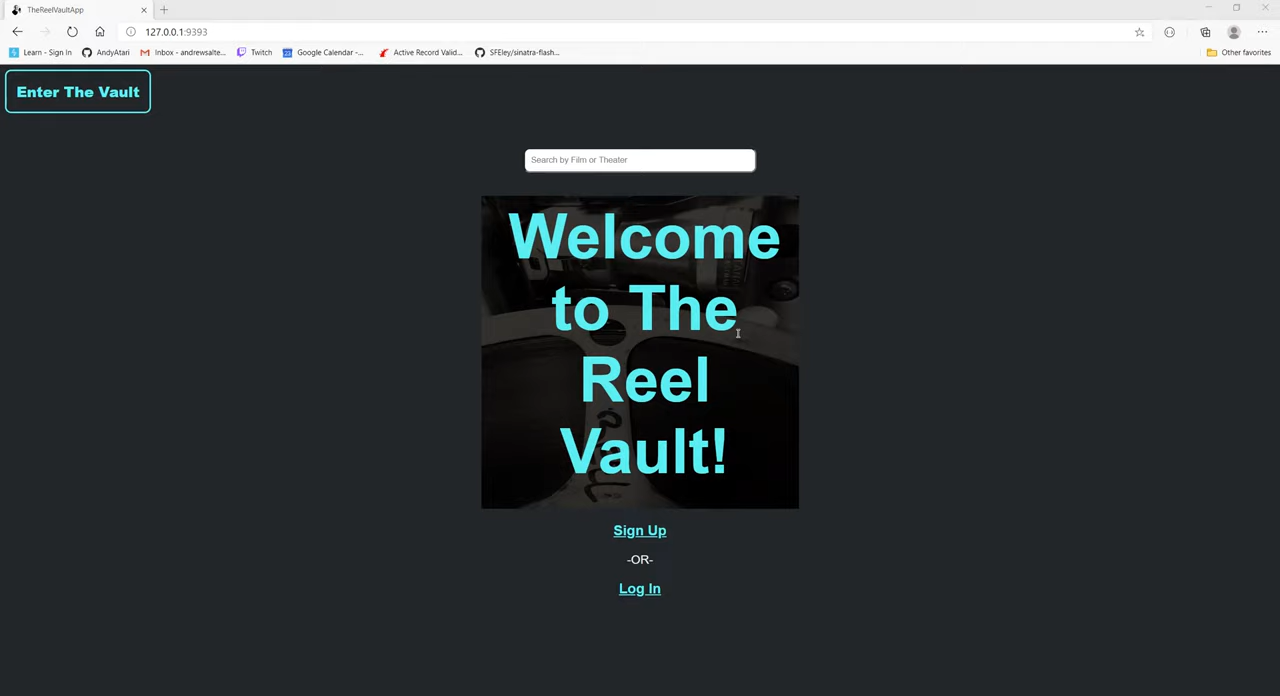 TheReelVaultApp
127.0.0.1:9393
Learn - Sign In
AndyAtari
Inbox - andrewsalte...
Twitch
Google Calendar -...
Active Record Valid...
SFEley/sinatra-flash...
Other favorites
Enter The Vault
Search by Film or Theater
Welcome
to The
Reel
Vault!
Sign Up
-OR-
Log In